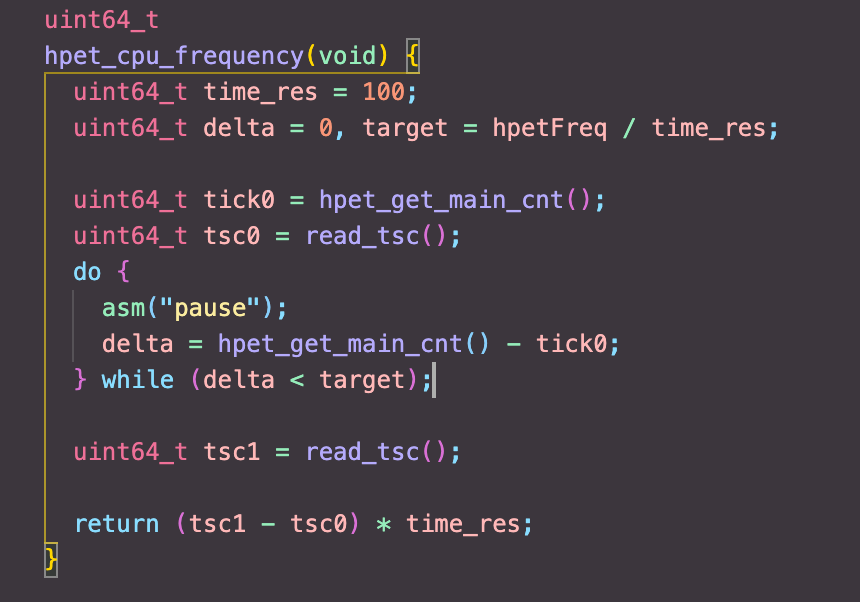 uint64_t
hpet_cpu_frequency(void) {
uint64_t time_res = 100;
uint64_t delta = 0, target = hpetFreq / time_res;
uint64_t tick0 = hpet_get_main_cnt();
uint64_t tsc0 = read_tsc();
do {
asm("pause");
delta = hpet_get_main_cnt() - tick0;
} while (delta < target);
uint64_t tsc1 = read_tsc();
return (tsc1 - tsc0) * time_res;
}